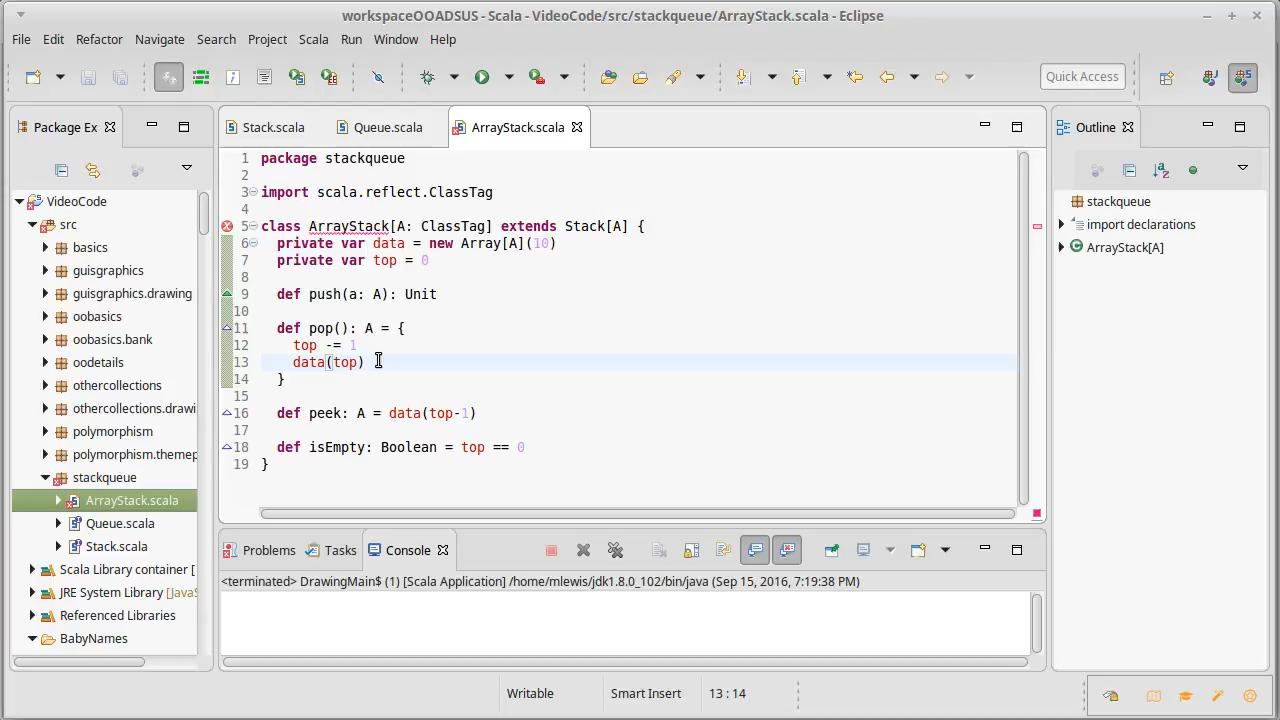 workspaceOOADSUS - Scala - VideoCode/src/stackqueue/ArrayStack.scala - Eclipse
File Edit Refactor Navigate Search Project Scala Run Window Help
Quick Access
Package Ex
VideoCode
src
basics
guisgraphics
guisgraphics.drawing
oobasics
oobasics.bank
oodetails
othercollections
othercollections.drawi
polymorphism
polymorphism.themep
stackqueue
ArrayStack.scala
Queue.scala
Stack.scala
Scala Library container [
JRE System Library [JavaS
Referenced Libraries
BabyNames
Stack.scala Queue.scala ArrayStack.scala
1 package stackqueue
2
3 import scala.reflect.ClassTag
4
5 class ArrayStack[A: ClassTag] extends Stack[A] {
6 private var data = new Array[A](10)
7 private var top = 0
8
9 def push(a: A): Unit
10
11 def pop(): A = {
12 top -= 1
13 data(top)
14 }
15
16 def peek: A = data(top-1)
17
18 def isEmpty: Boolean = top == 0
19 }
Outline
stackqueue
import declarations
ArrayStack[A]
Problems Tasks Console
<terminated> DrawingMain$ (1) [Scala Application] /home/mlewis/jdk1.8.0_102/bin/java (Sep 15, 2016, 7:19:38 PM)
Writable Smart Insert 13 : 14